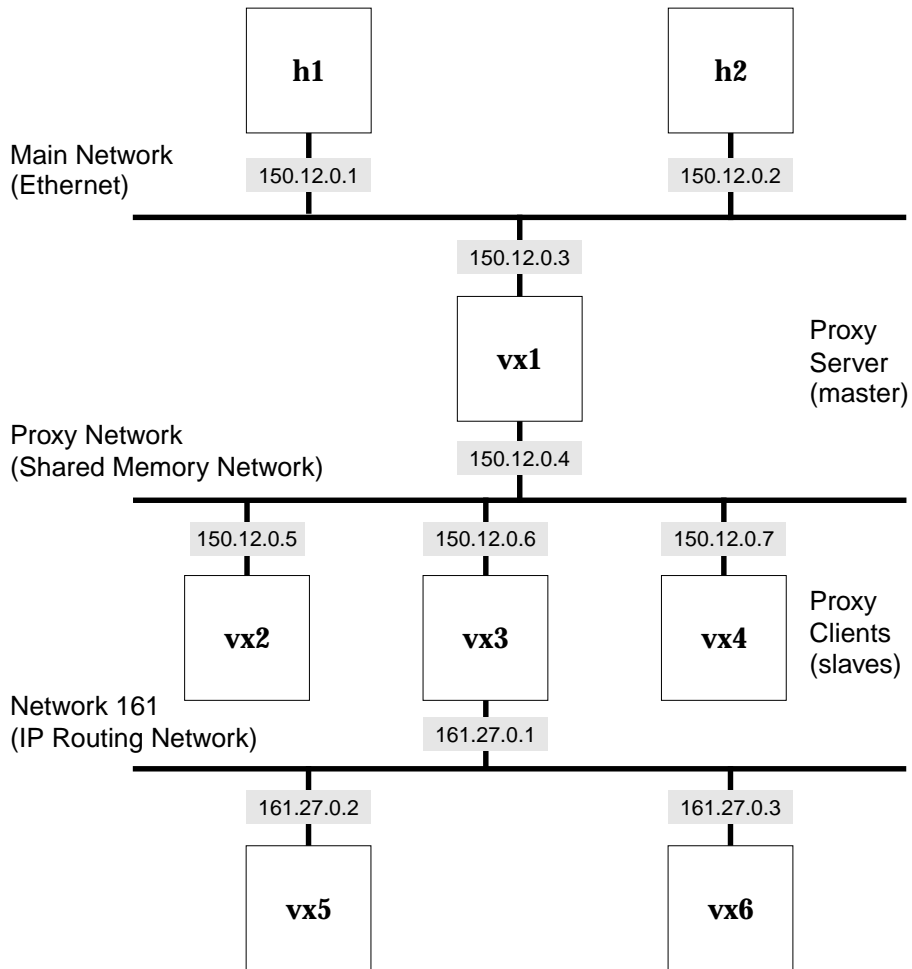 h1
h2
Main Network
(Ethernet)
150.12.0.1
150.12.0.2
150.12.0.3
vx1
Proxy
Server
(master)
Proxy Network
(Shared Memory Network)
150.12.0.4
150.12.0.5
150.12.0.6
150.12.0.7
vx2
vx3
vx4
Proxy
Clients
(slaves)
Network 161
(IP Routing Network)
161.27.0.1
161.27.0.2
161.27.0.3
vx5
vx6